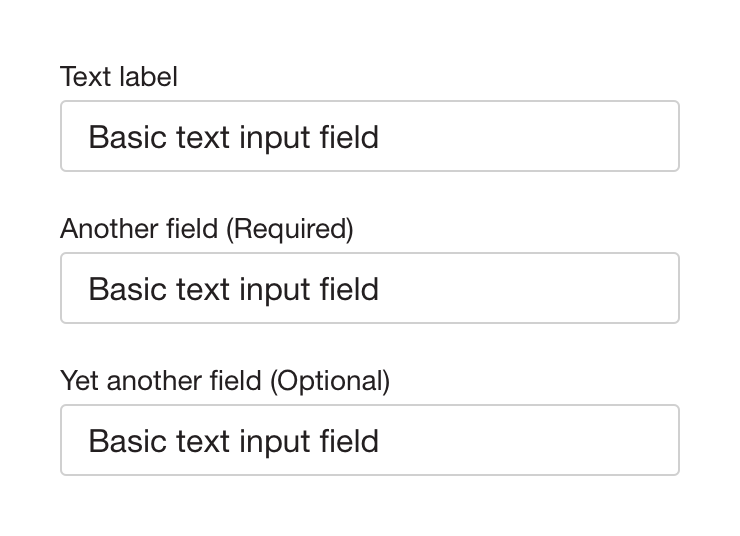 Text label
Basic text input field
Another field (Required)
Basic text input field
Yet another field (Optional)
Basic text input field